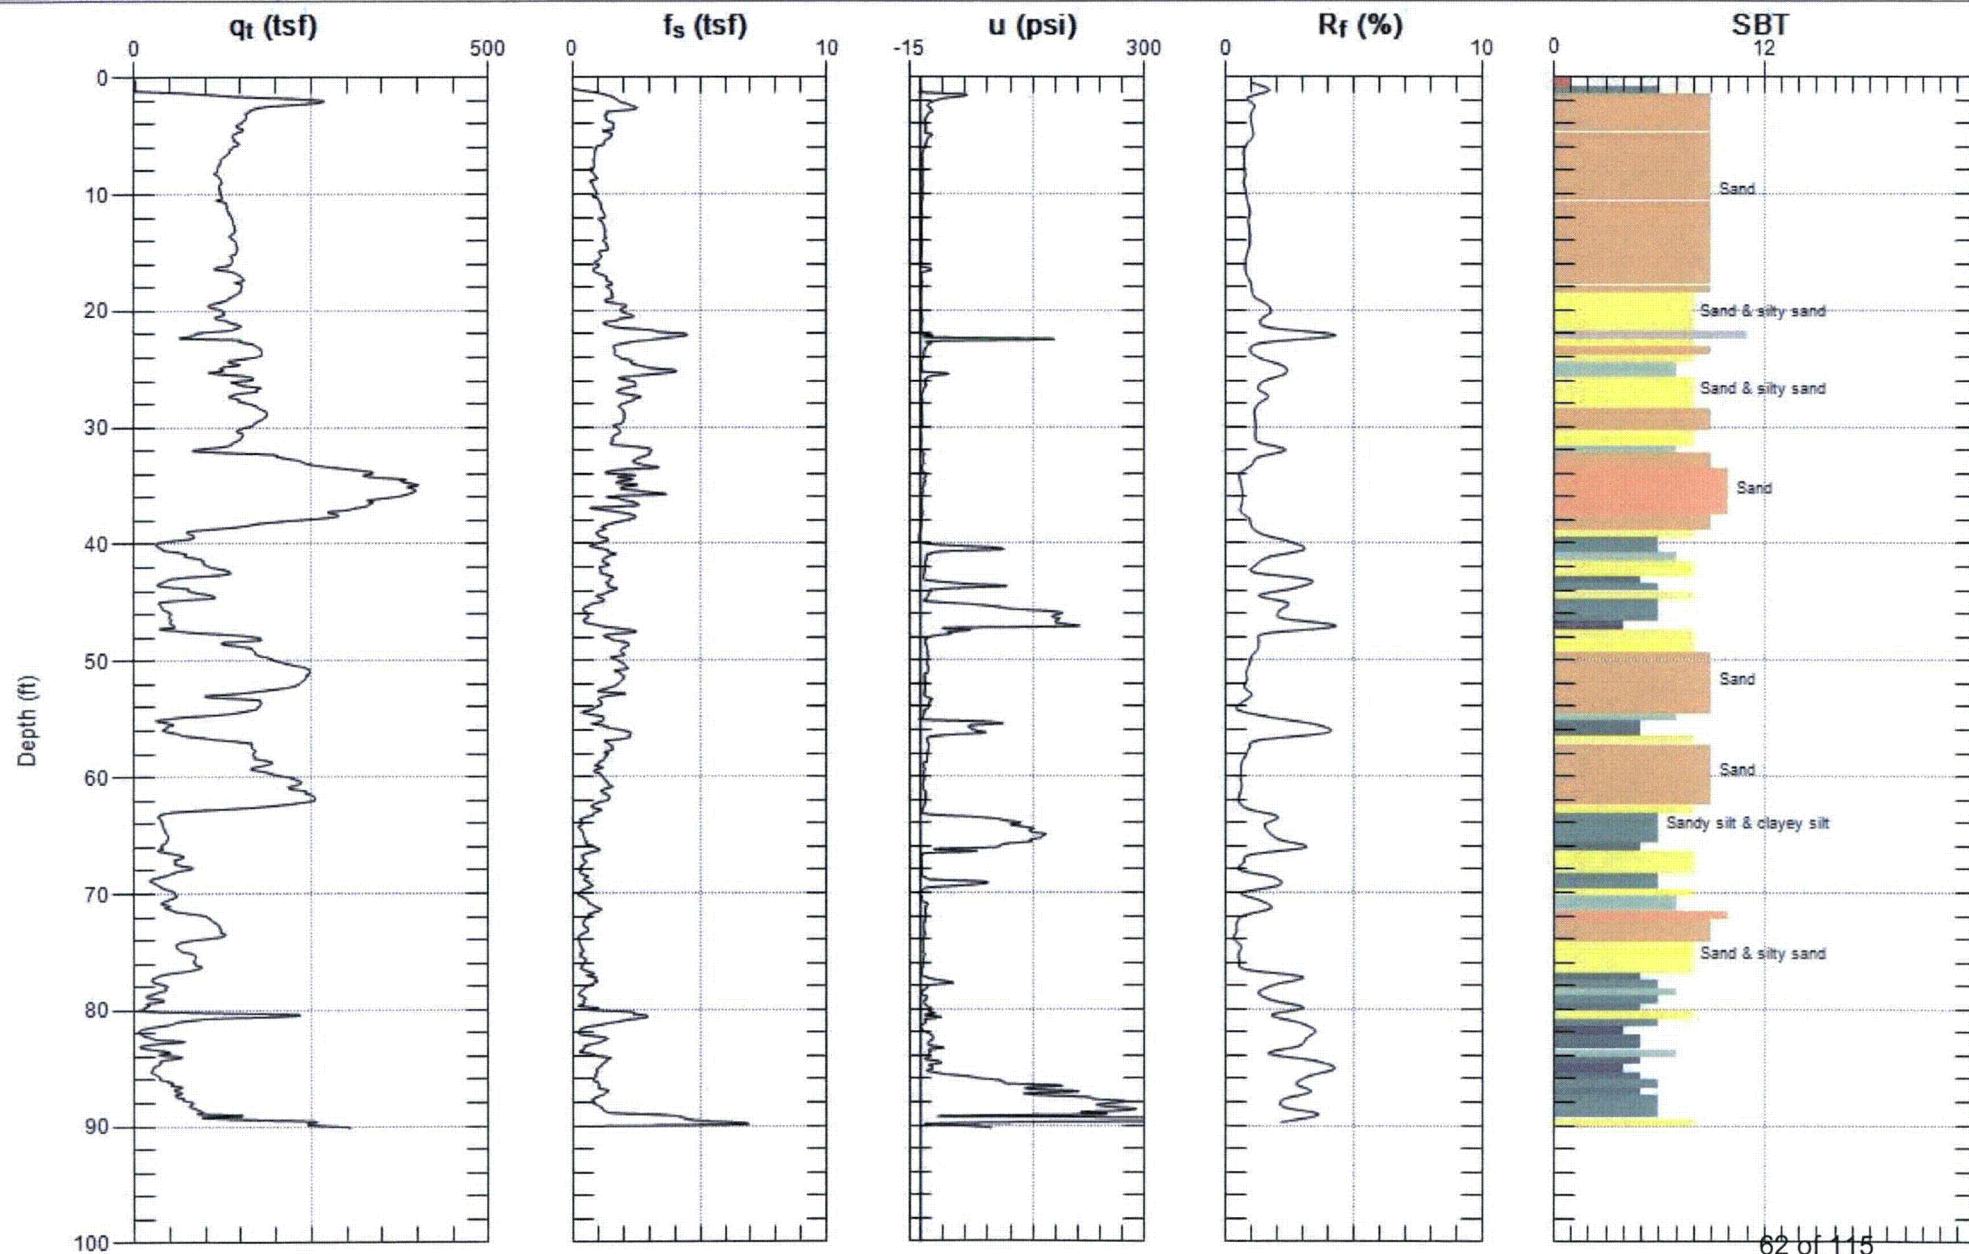 qt (tsf) fs (tsf) u (psi) Rf (%) SBT
0 500 0 10 -15 300 0 10 0 12
0
10
Sand
20
Sand & silty sand
Sand & silty sand
30
Sand
40
50
Sand
Depth (ft)
60
Sand
Sandy silt & clayey silt
70
Sand & silty sand
80
90
100
62 of 115